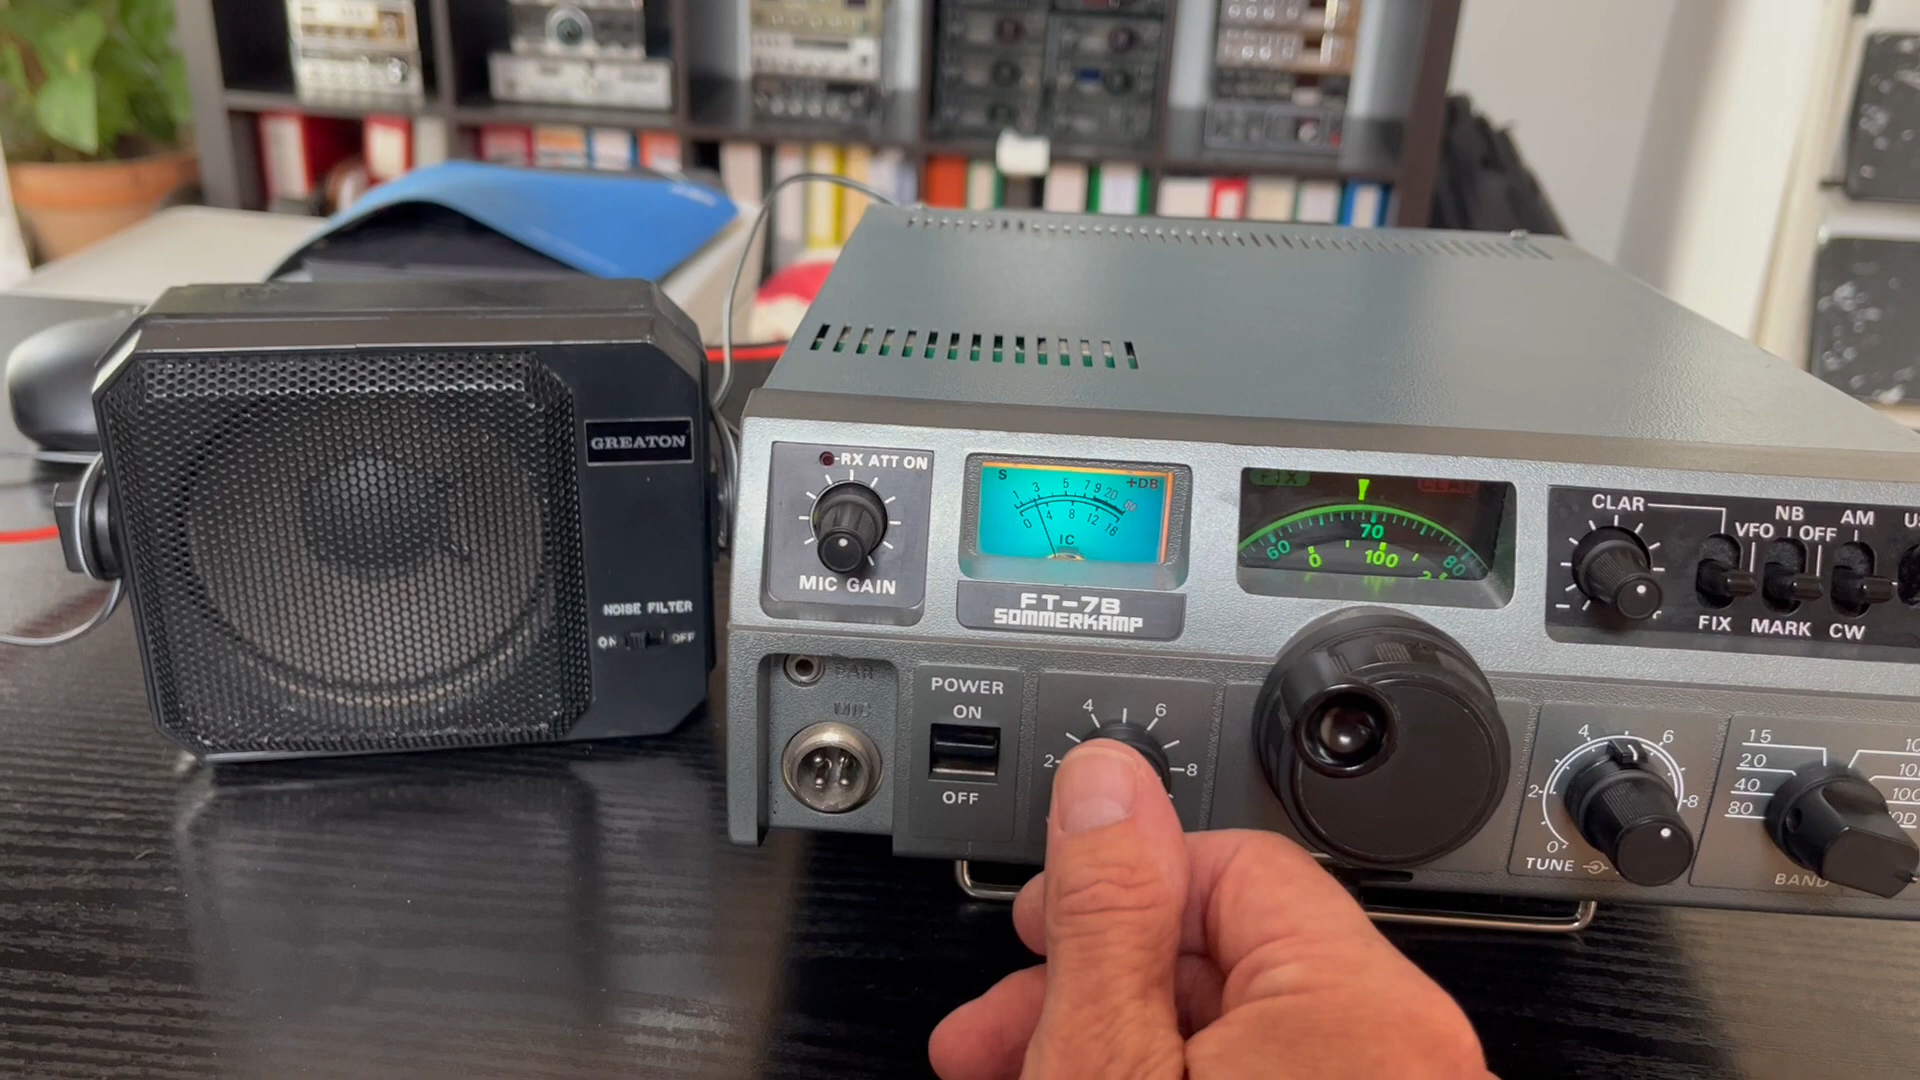 GREATON
NOISE FILTER
ON OFF
RX ATT ON
MIC GAIN
S +DB
1 3 5 7 9 20
0 4 8 12 16
IC
FT-7B
SOMMERKAMP
FIX
60 70 80
0 100
CLAR
VFO NB OFF AM
FIX MARK CW
MIC
POWER
ON
OFF
4 6
2 8
4 6
2 8
0
TUNE
15
20
40
80
BAND